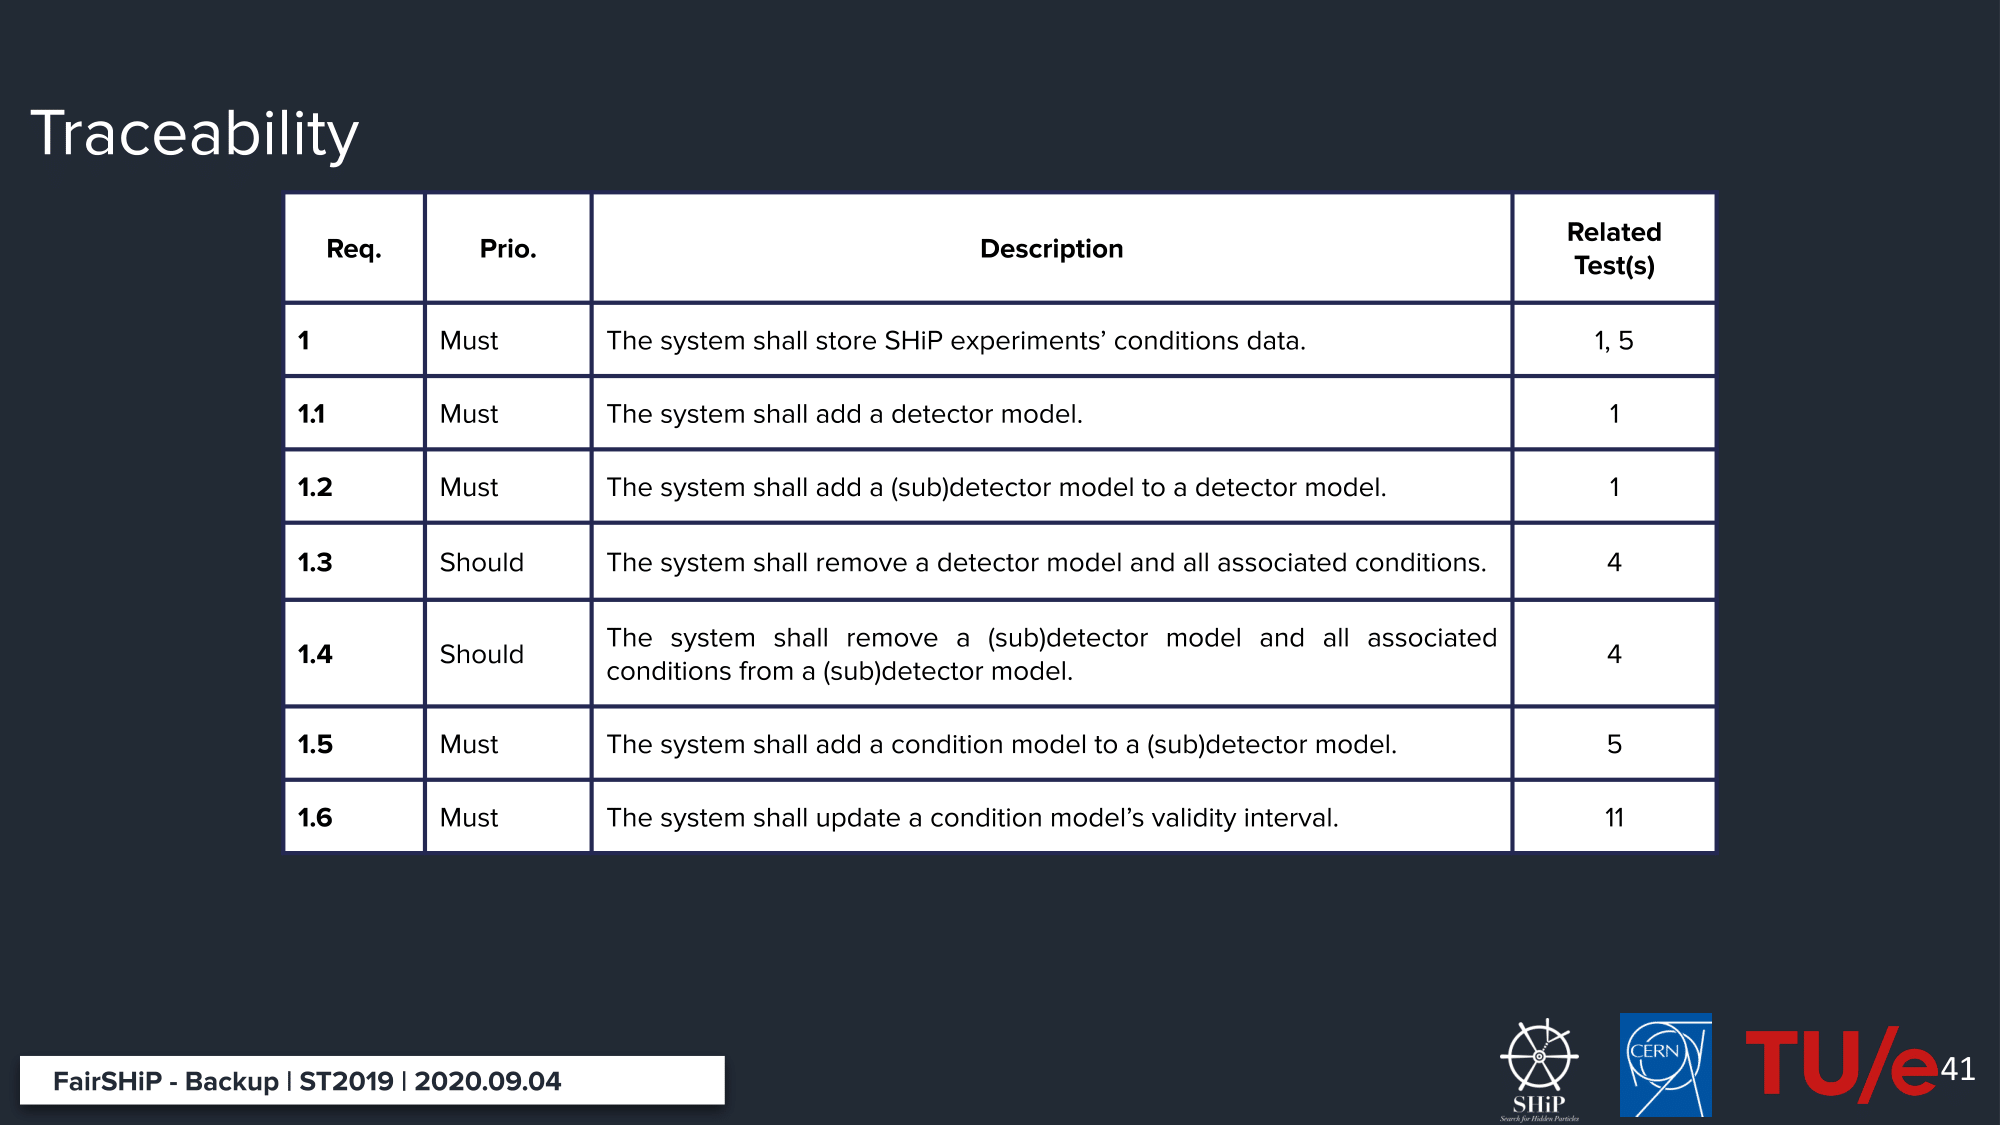 Traceability
Req. Prio. Description Related Test(s)
1 Must The system shall store SHiP experiments’ conditions data. 1, 5
1.1 Must The system shall add a detector model. 1
1.2 Must The system shall add a (sub)detector model to a detector model. 1
1.3 Should The system shall remove a detector model and all associated conditions. 4
1.4 Should The system shall remove a (sub)detector model and all associated
conditions from a (sub)detector model. 4
1.5 Must The system shall add a condition model to a (sub)detector model. 5
1.6 Must The system shall update a condition model’s validity interval. 11
FairSHiP - Backup | ST2019 | 2020.09.04
SHiP
Search for Hidden Particles
CERN
TU/e
41